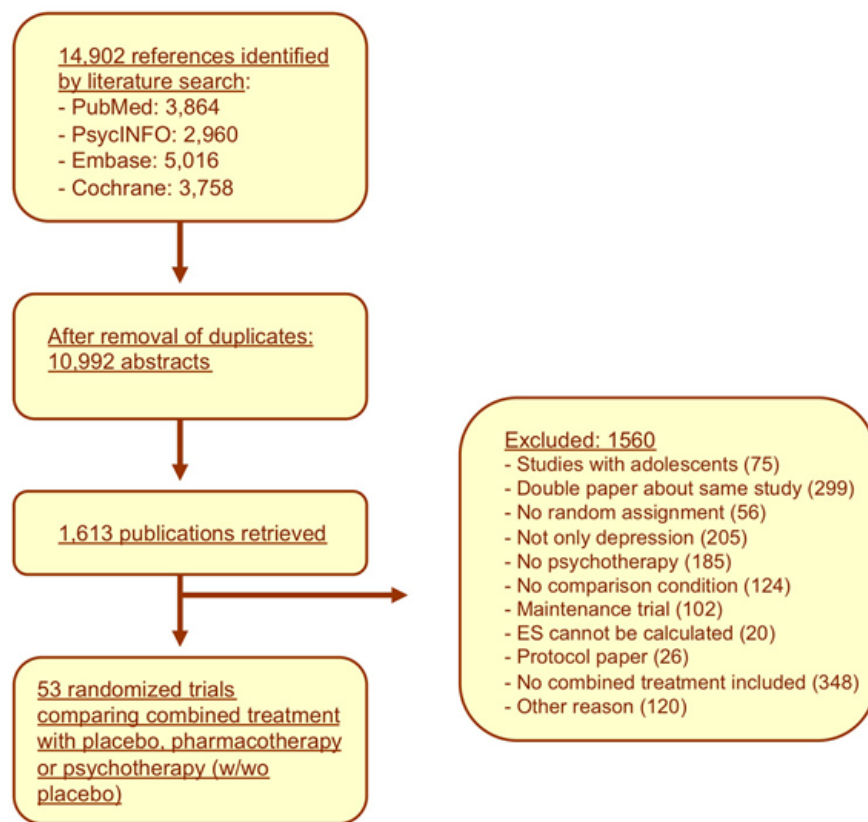 14,902 references identified
by literature search:
- PubMed: 3,864
- PsycINFO: 2,960
- Embase: 5,016
- Cochrane: 3,758
After removal of duplicates:
10,992 abstracts
1,613 publications retrieved
Excluded: 1560
- Studies with adolescents (75)
- Double paper about same study (299)
- No random assignment (56)
- Not only depression (205)
- No psychotherapy (185)
- No comparison condition (124)
- Maintenance trial (102)
- ES cannot be calculated (20)
- Protocol paper (26)
- No combined treatment included (348)
- Other reason (120)
53 randomized trials
comparing combined treatment
with placebo, pharmacotherapy
or psychotherapy (w/wo
placebo)